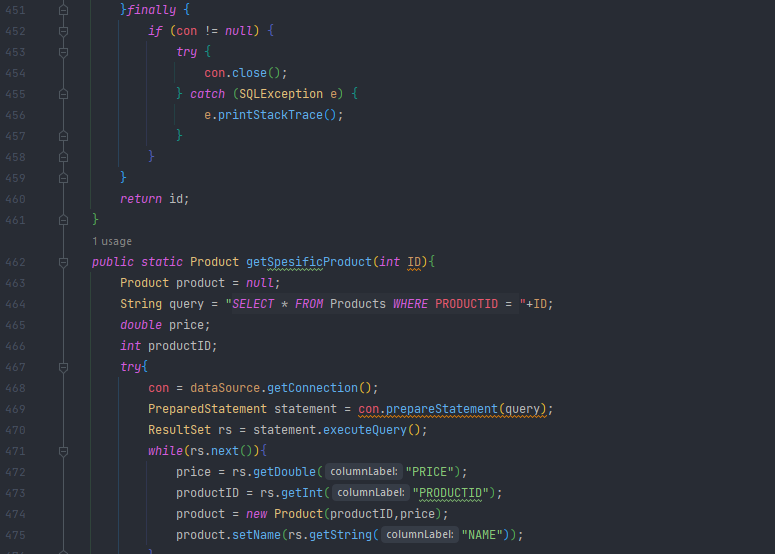 451 }finally {
452 if (con != null) {
453 try {
454 con.close();
455 } catch (SQLException e) {
456 e.printStackTrace();
457 }
458 }
459 }
460 return id;
461 }
1 usage
462 public static Product getSpesificProduct(int ID){
463 Product product = null;
464 String query = "SELECT * FROM Products WHERE PRODUCTID = "+ID;
465 double price;
466 int productID;
467 try{
468 con = dataSource.getConnection();
469 PreparedStatement statement = con.prepareStatement(query);
470 ResultSet rs = statement.executeQuery();
471 while(rs.next()){
472 price = rs.getDouble( columnLabel: "PRICE");
473 productID = rs.getInt( columnLabel: "PRODUCTID");
474 product = new Product(productID,price);
475 product.setName(rs.getString( columnLabel: "NAME"));